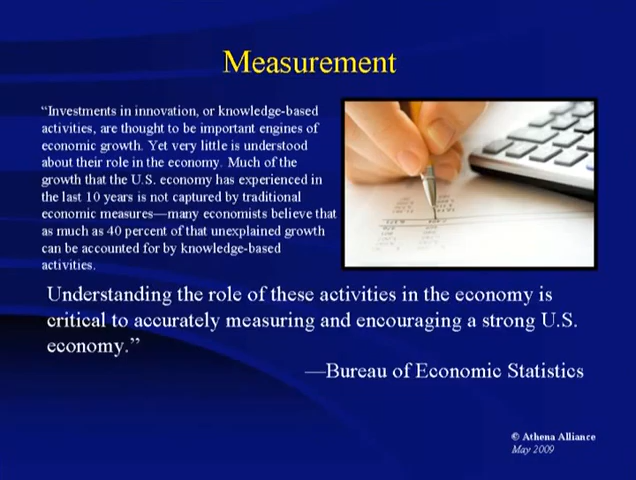 Measurement
“Investments in innovation, or knowledge-based
activities, are thought to be important engines of
economic growth. Yet very little is understood
about their role in the economy. Much of the
growth that the U.S. economy has experienced in
the last 10 years is not captured by traditional
economic measures—many economists believe that
as much as 40 percent of that unexplained growth
can be accounted for by knowledge-based
activities.
Understanding the role of these activities in the economy is
critical to accurately measuring and encouraging a strong U.S.
economy.”
—Bureau of Economic Statistics
© Athena Alliance
May 2009